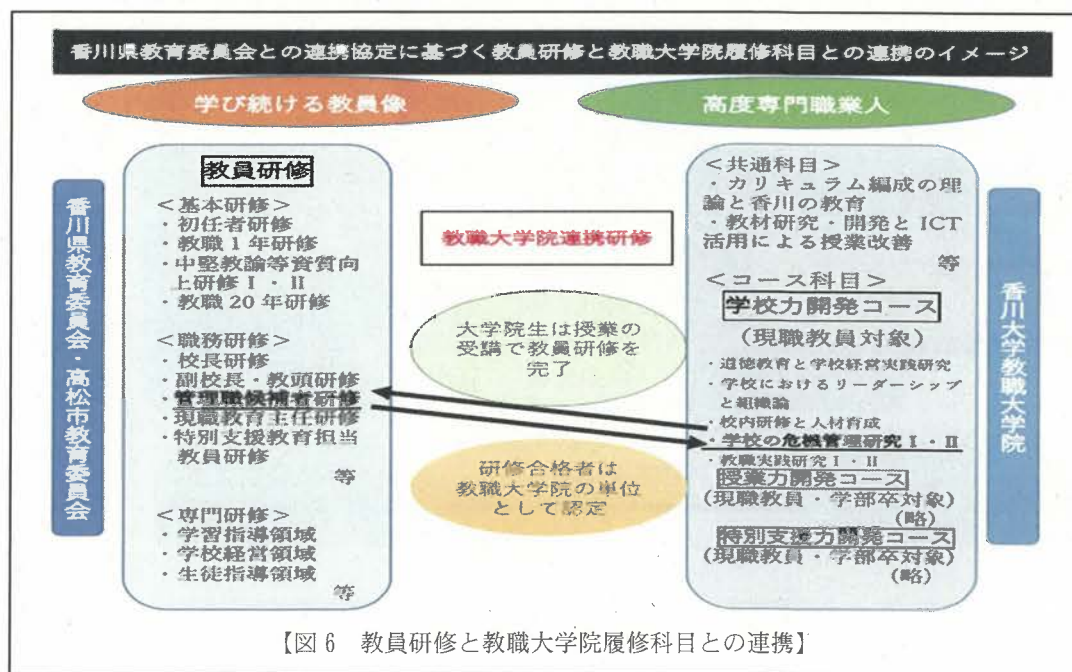 香川県教育委員会との連携協定に基づく教員研修と教職大学院履修科目との連携のイメージ
学び続ける教員像
高度専門職業人
香川県教育委員会・高松市教育委員会
教員研修
＜基本研修＞
・初任者研修
・教職1年研修
・中堅教諭等資質向
上研修Ⅰ・Ⅱ
・教職20年研修
＜職務研修＞
・校長研修
・副校長・教頭研修
・管理職候補者研修
・現職教育主任研修
・特別支援教育担当
教員研修
等
＜専門研修＞
・学習指導領域
・学校経営領域
・生徒指導領域
等
教職大学院連携研修
大学院生は授業の
受講で教員研修を
完了
研修合格者は
教職大学院の単位
として認定
＜共通科目＞
・カリキュラム編成の理
論と香川の教育
・教材研究・開発とICT
活用による授業改善
等
＜コース科目＞
学校力開発コース
(現職教員対象)
・道徳教育と学校経営実践研究
・学校におけるリーダーシップ
と組織論
・校内研修と人材育成
・学校の危機管理研究Ⅰ・Ⅱ
・教職実践研究Ⅰ・Ⅱ
授業力開発コース
(現職教員・学部卒対象)
(略)
特別支援力開発コース
(現職教員・学部卒対象)
(略)
香川大学教職大学院
【図6 教員研修と教職大学院履修科目との連携】